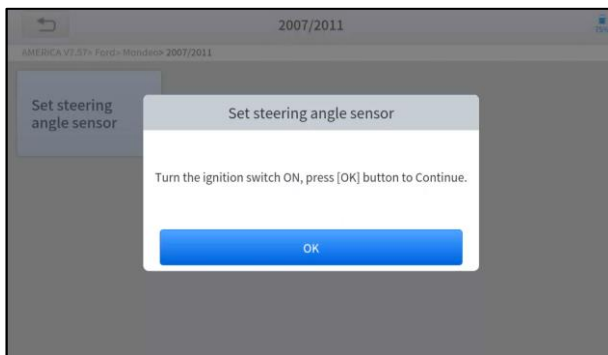 2007/2011
75%
AMERICA V7.57> Ford> Mondeo> 2007/2011
Set steering
angle sensor
Set steering angle sensor
Turn the ignition switch ON, press [OK] button to Continue.
OK